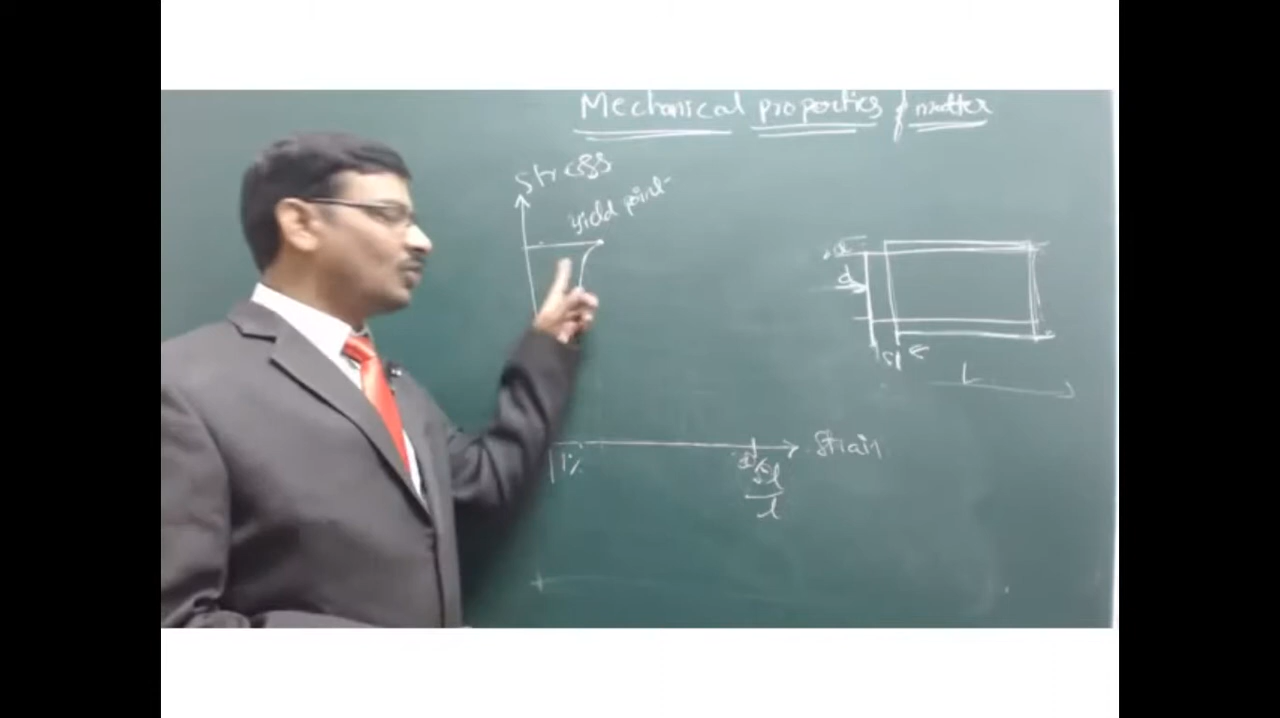 Mechanical properties of matter
Stress
yield point
d
L
Strain
1%
l